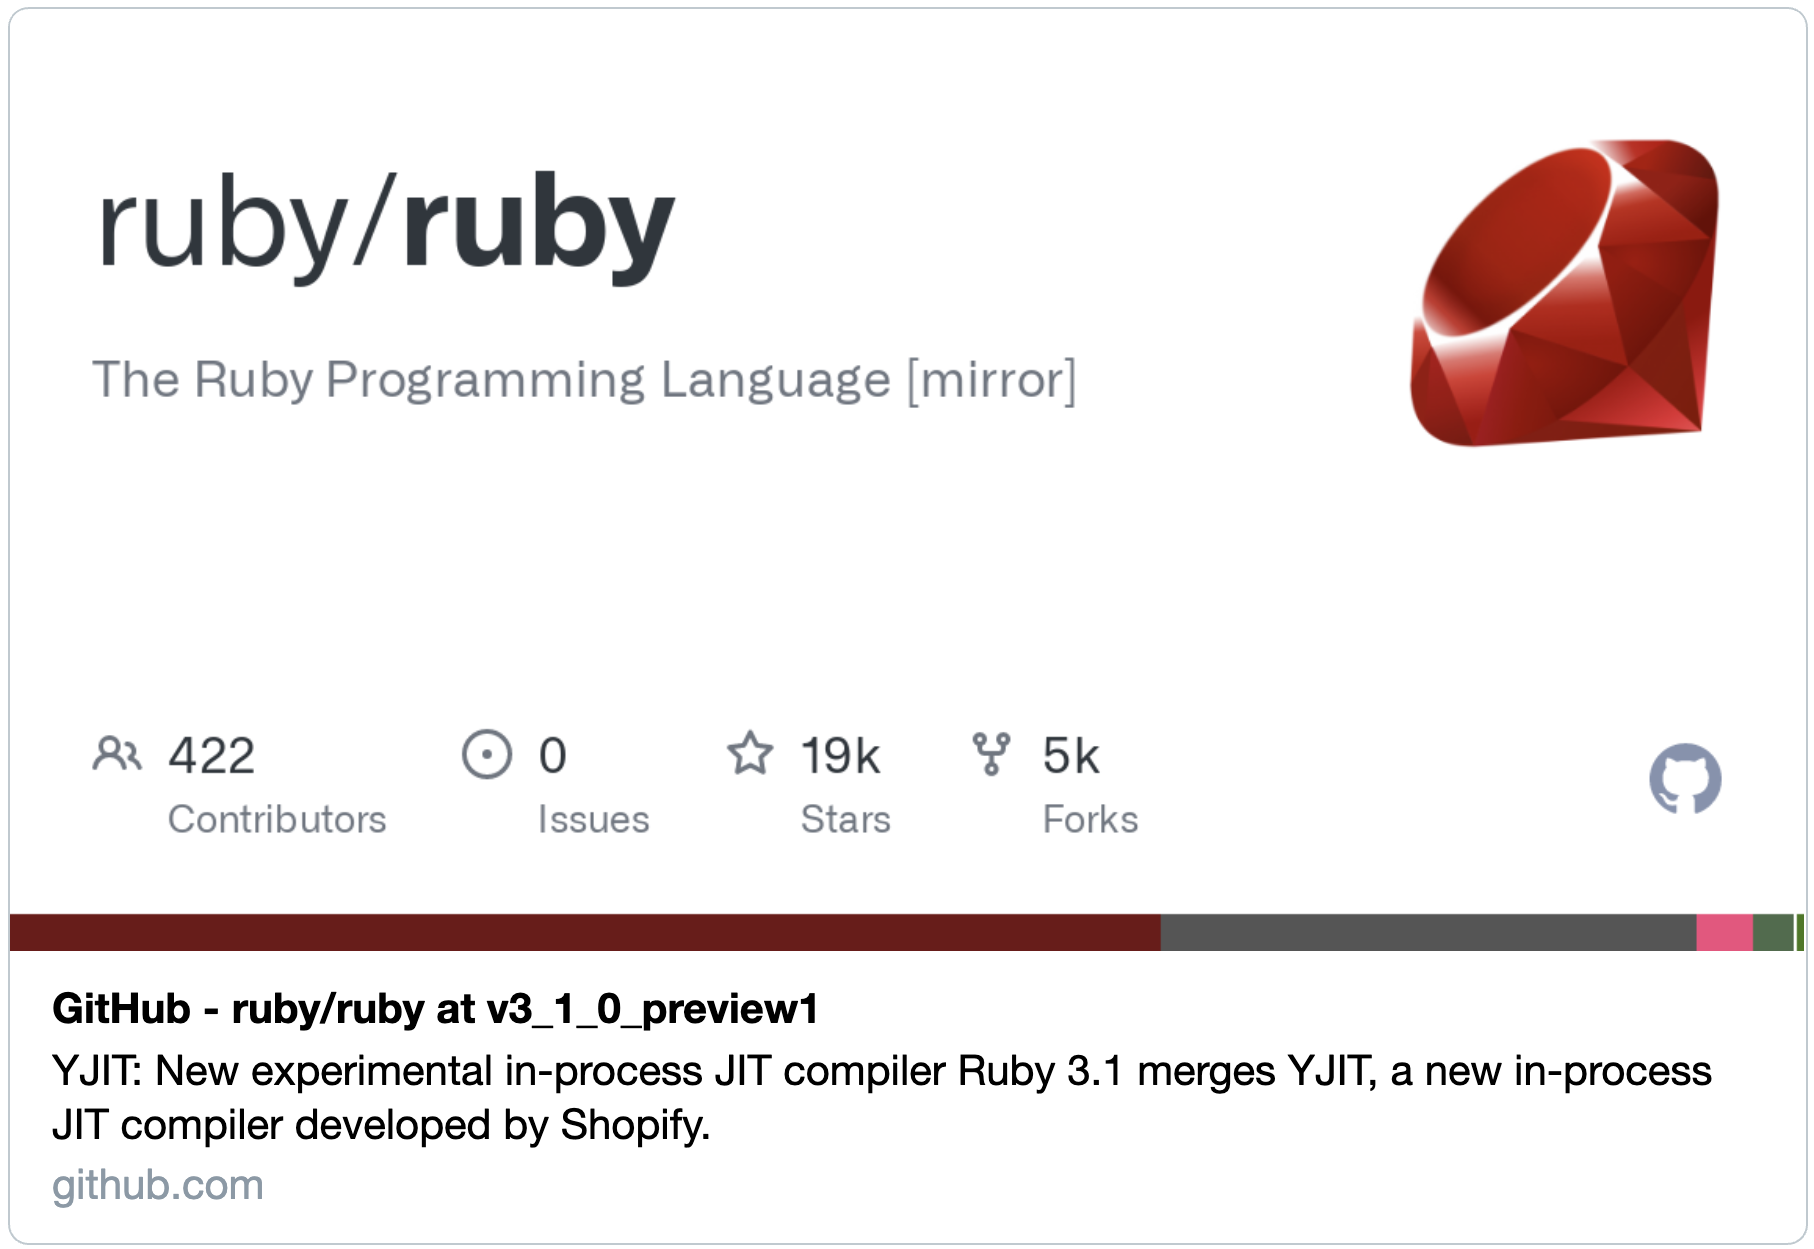 ruby/ruby
The Ruby Programming Language [mirror]
422
Contributors
0
Issues
19k
Stars
5k
Forks
GitHub - ruby/ruby at v3_1_0_preview1
YJIT: New experimental in-process JIT compiler Ruby 3.1 merges YJIT, a new in-process
JIT compiler developed by Shopify.
github.com